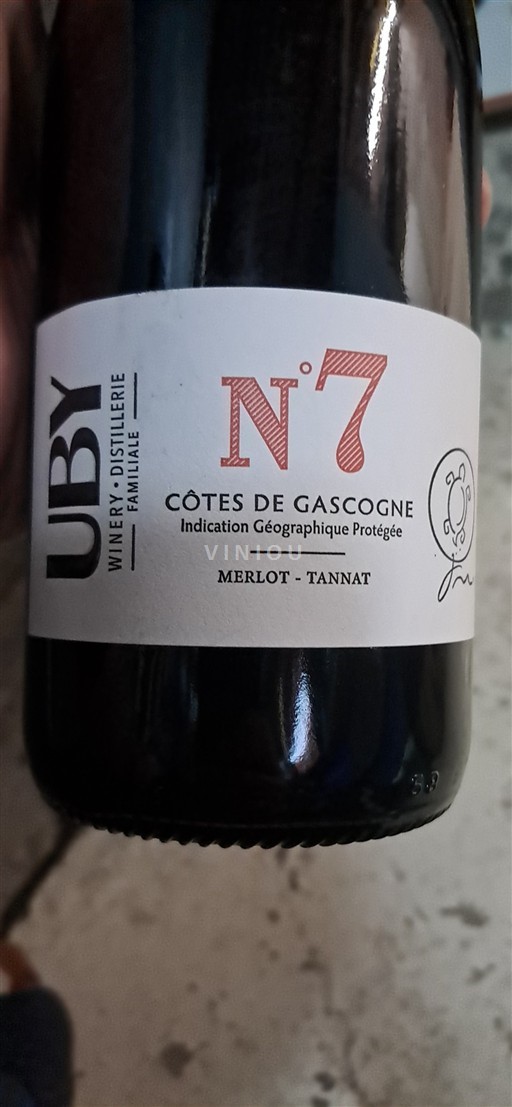 UBY
WINERY • DISTILLERIE
FAMILIALE
N°7
CÔTES DE GASCOGNE
Indication Géographique Protégée
VINIOU
MERLOT - TANNAT